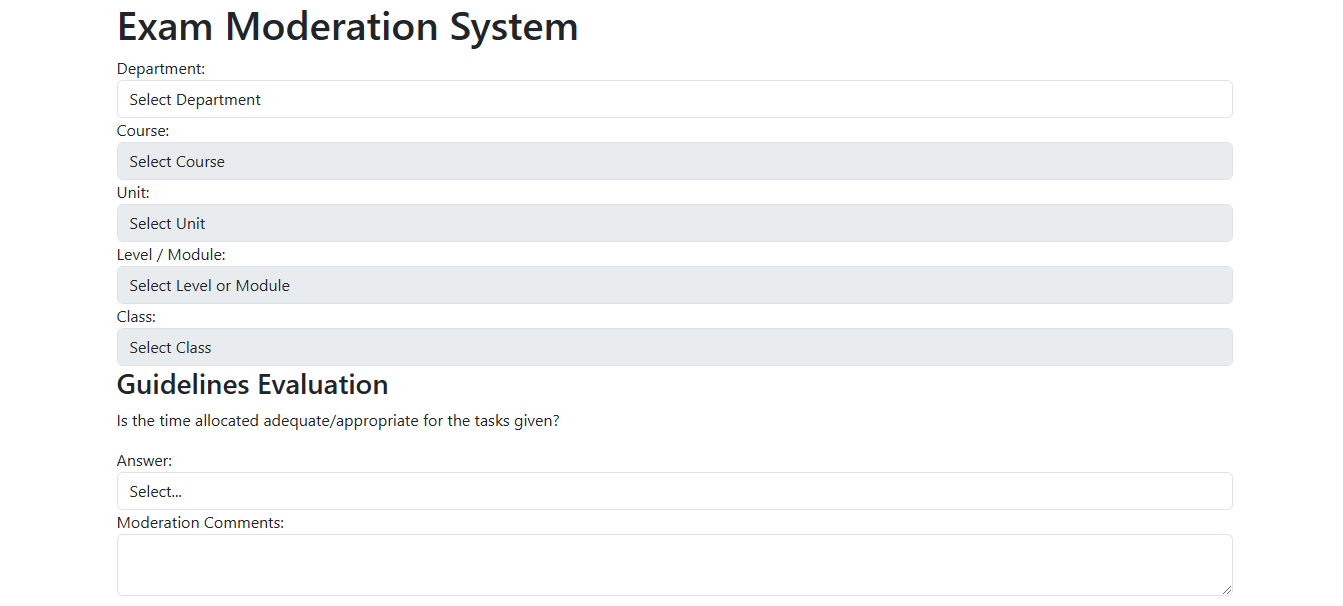 Exam Moderation System
Department:
Select Department
Course:
Select Course
Unit:
Select Unit
Level / Module:
Select Level or Module
Class:
Select Class
Guidelines Evaluation
Is the time allocated adequate/appropriate for the tasks given?
Answer:
Select...
Moderation Comments: